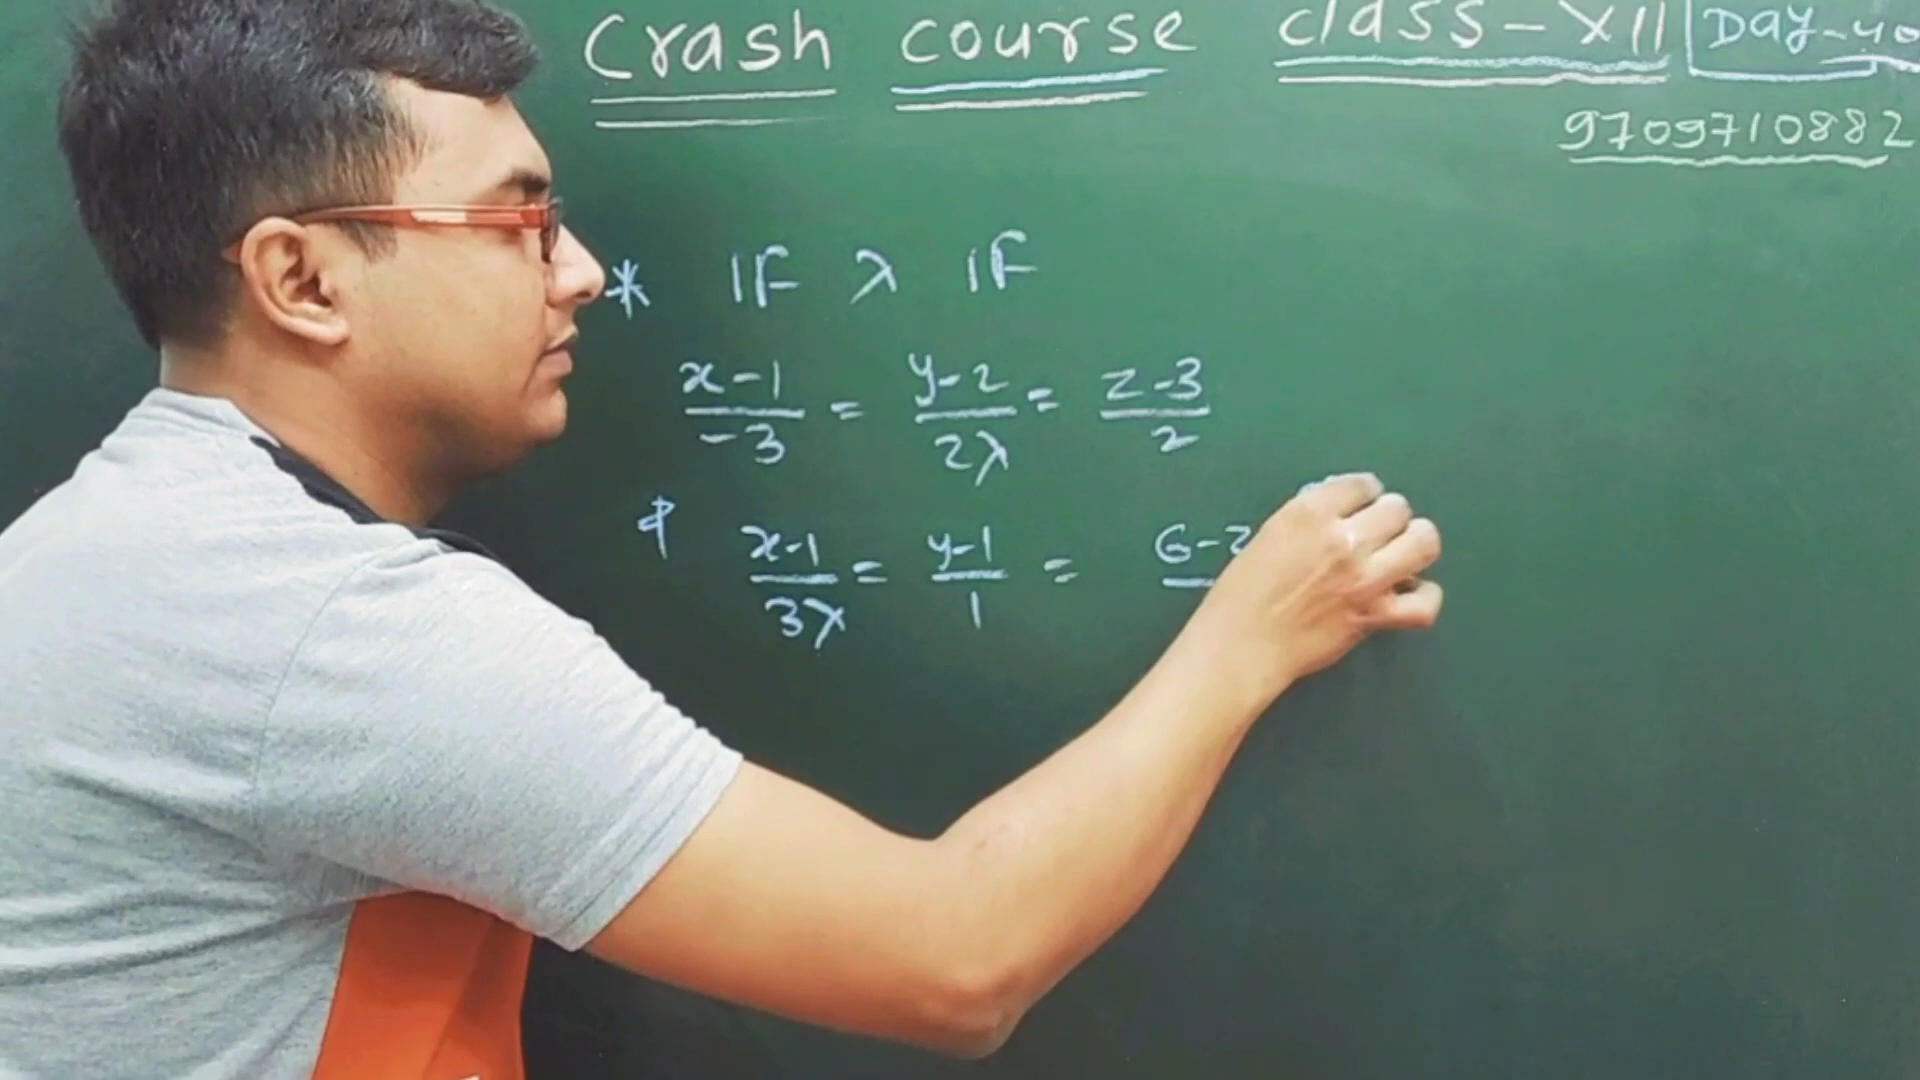 Crash course class-XII Day-40
9709710882
* IF λ IF
x-1/-3 = y-2/2λ = z-3/2
& x-1/3λ = y-1/1 = 6-z